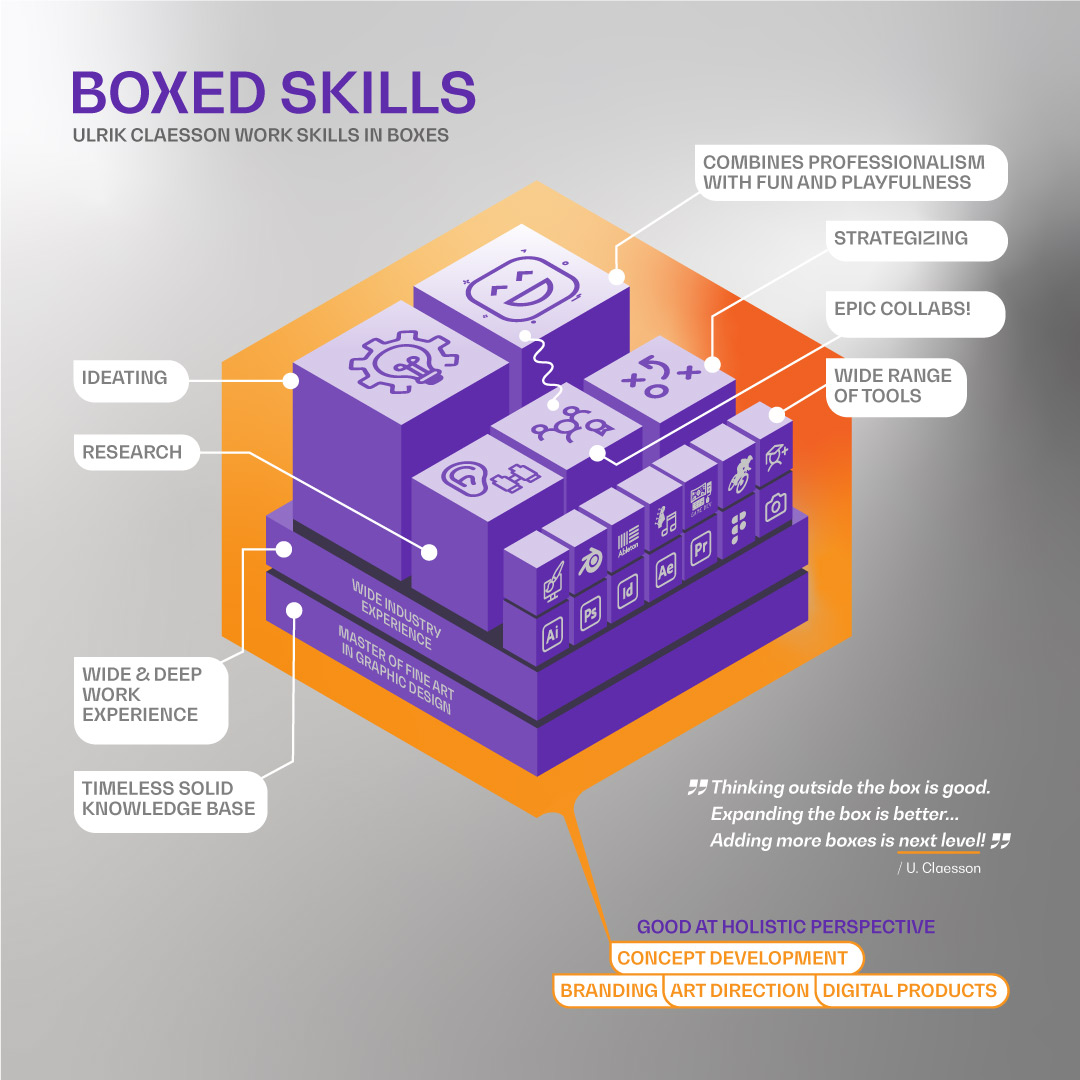 BOXED SKILLS
ULRIK CLAESSON WORK SKILLS IN BOXES
COMBINES PROFESSIONALISM
WITH FUN AND PLAYFULNESS
STRATEGIZING
EPIC COLLABS!
WIDE RANGE
OF TOOLS
IDEATING
RESEARCH
Ableton
GAME DEV
Ai
Ps
Id
Ae
Pr
WIDE INDUSTRY
EXPERIENCE
MASTER OF FINE ART
IN GRAPHIC DESIGN
WIDE & DEEP
WORK
EXPERIENCE
TIMELESS SOLID
KNOWLEDGE BASE
”Thinking outside the box is good.
Expanding the box is better...
Adding more boxes is next level!”
/ U. Claesson
GOOD AT HOLISTIC PERSPECTIVE
CONCEPT DEVELOPMENT
BRANDING ART DIRECTION DIGITAL PRODUCTS